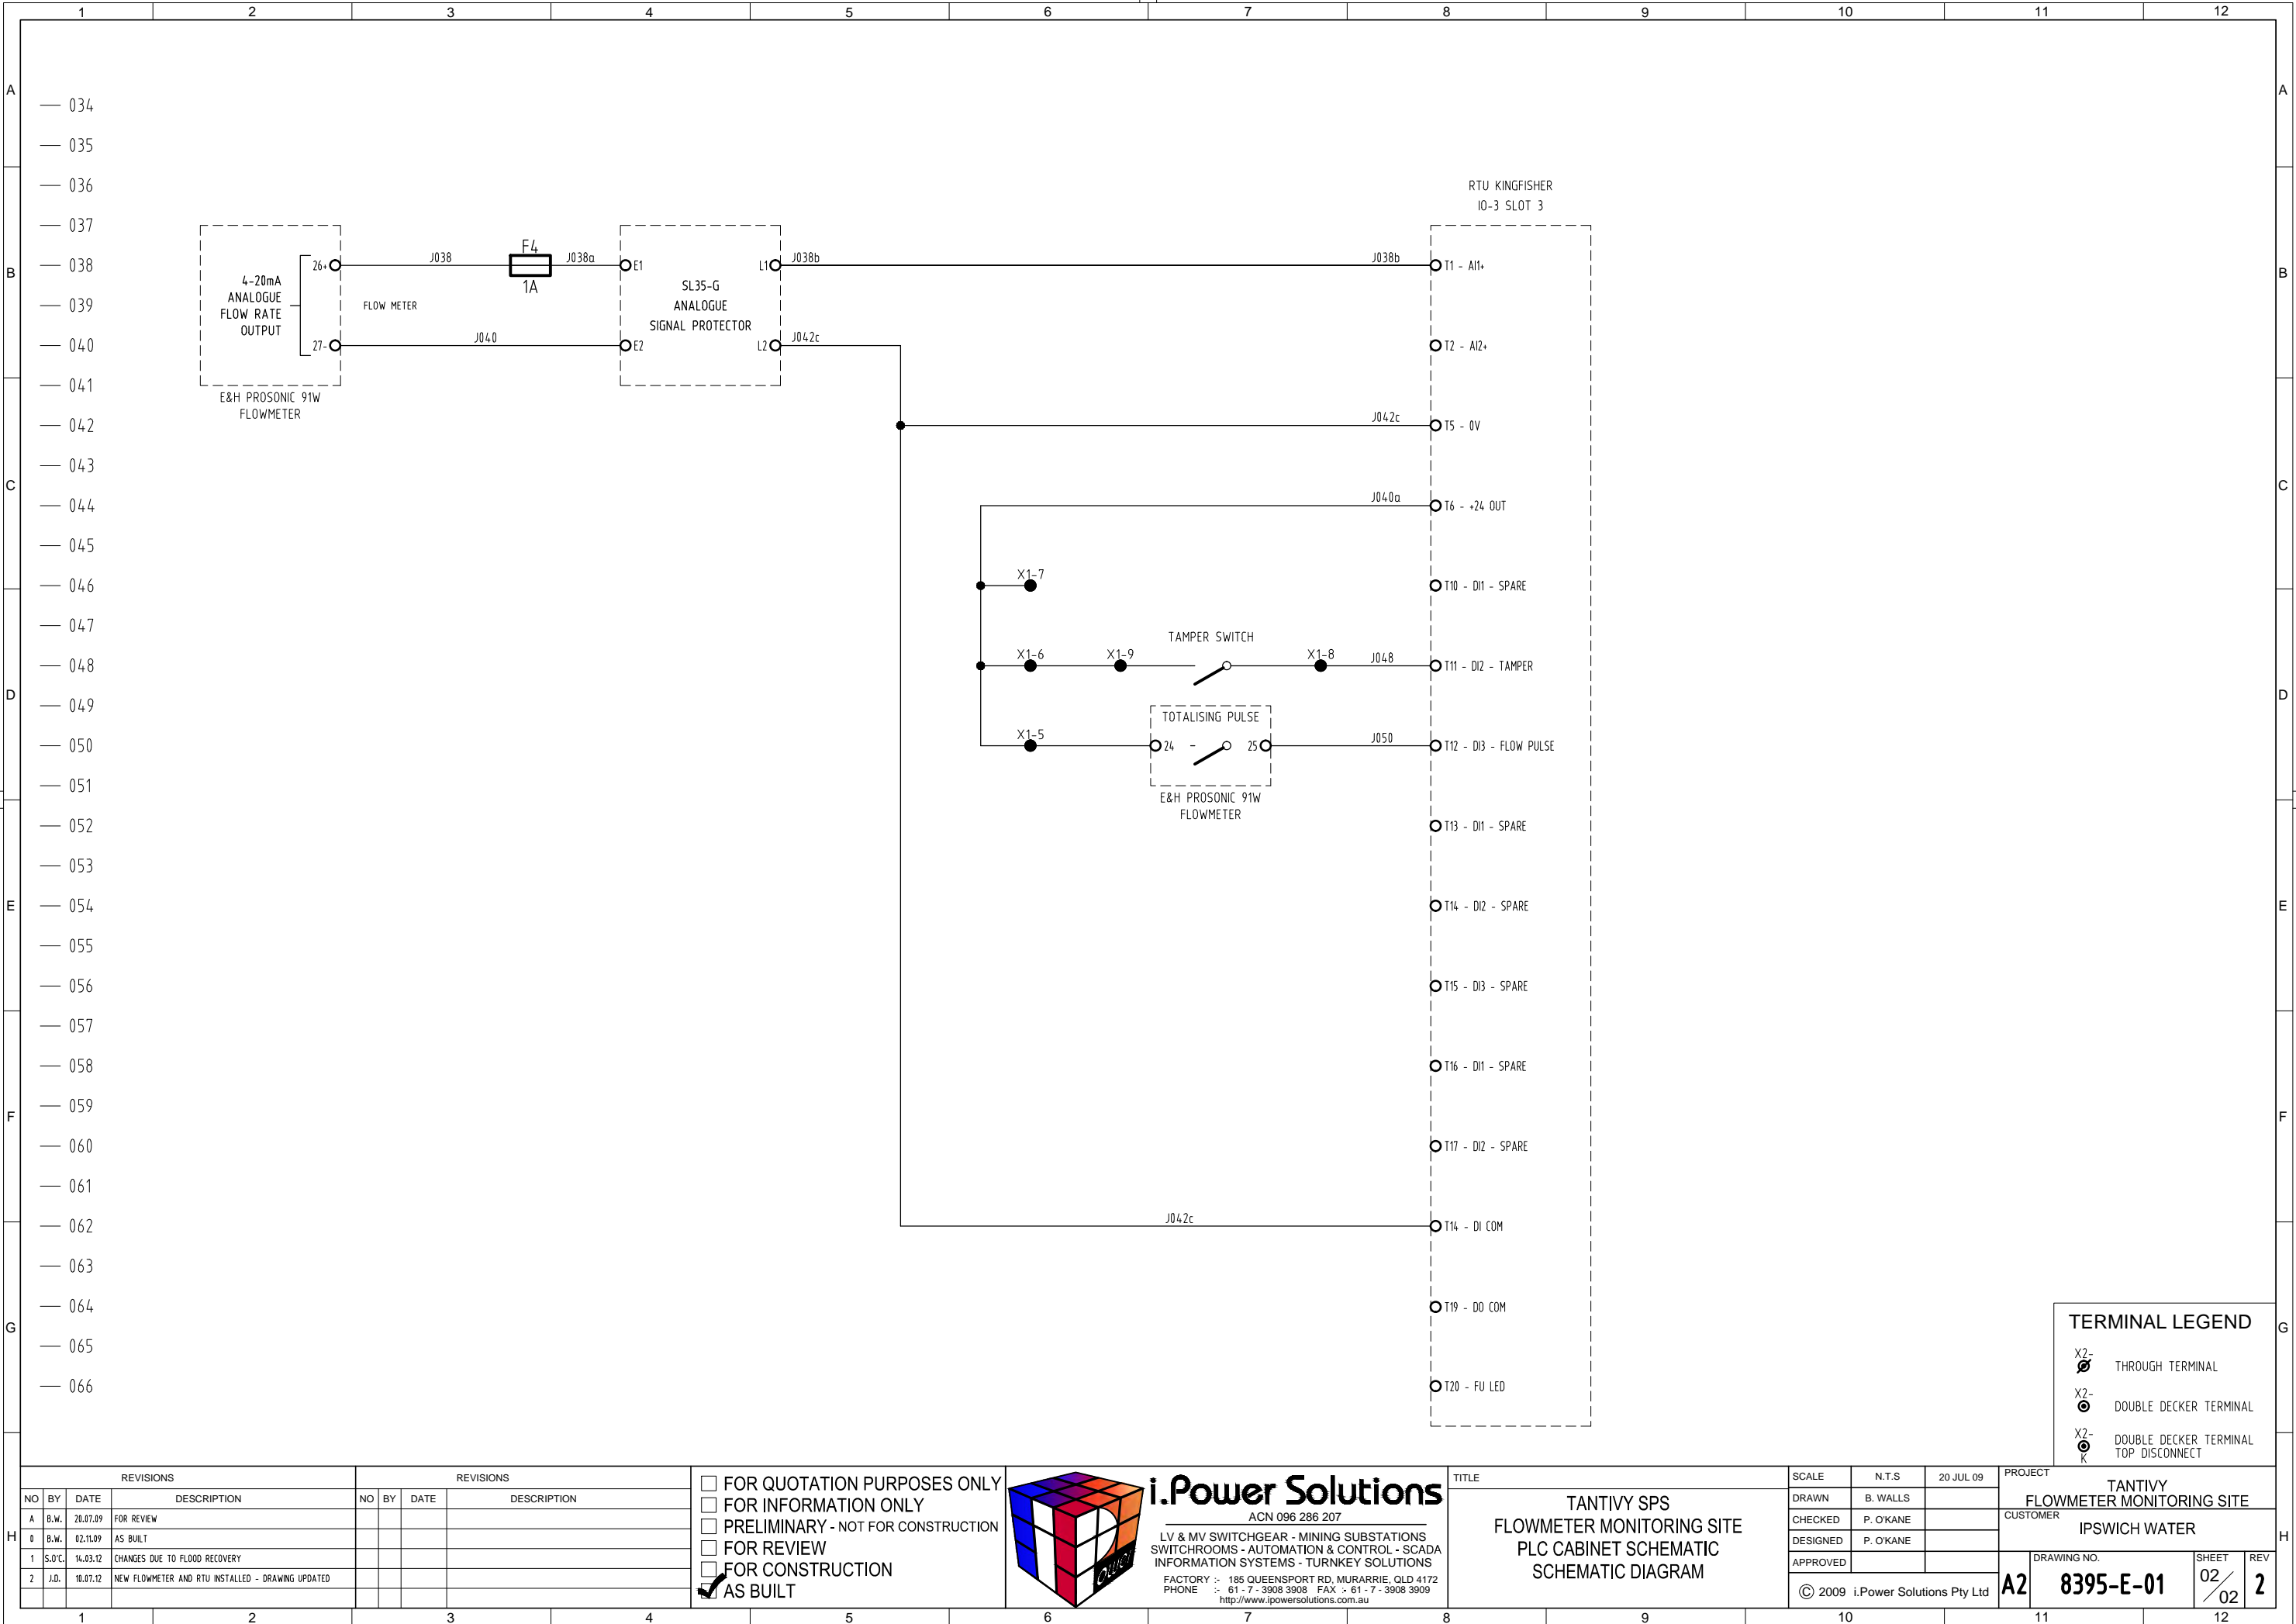 1 2 3 4 5 6 7 8 9 10 11 12
A A
B B
C C
D D
E E
F F
G G
H H
034
035
036
037
038
039
040
041
042
043
044
045
046
047
048
049
050
051
052
053
054
055
056
057
058
059
060
061
062
063
064
065
066
4-20mA
ANALOGUE
FLOW RATE
OUTPUT
26+
27-
E&H PROSONIC 91W
FLOWMETER
FLOW METER
J038
F4
1A
J038a
J040
E1
E2
SL35-G
ANALOGUE
SIGNAL PROTECTOR
L1
L2
J038b
J042c
J038b
J042c
J040a
X1-7
X1-6
X1-9
TAMPER SWITCH
X1-8
J048
X1-5
TOTALISING PULSE
24 - 25
J050
E&H PROSONIC 91W
FLOWMETER
J042c
RTU KINGFISHER
IO-3 SLOT 3
T1 - AI1+
T2 - AI2+
T5 - 0V
T6 - +24 OUT
T10 - DI1 - SPARE
T11 - DI2 - TAMPER
T12 - DI3 - FLOW PULSE
T13 - DI1 - SPARE
T14 - DI2 - SPARE
T15 - DI3 - SPARE
T16 - DI1 - SPARE
T17 - DI2 - SPARE
T14 - DI COM
T19 - DO COM
T20 - FU LED
TERMINAL LEGEND
X2- THROUGH TERMINAL
X2- DOUBLE DECKER TERMINAL
X2- DOUBLE DECKER TERMINAL
K TOP DISCONNECT
REVISIONS REVISIONS
NO BY DATE DESCRIPTION NO BY DATE DESCRIPTION
A B.W. 20.07.09 FOR REVIEW
0 B.W. 02.11.09 AS BUILT
1 S.O'C. 14.03.12 CHANGES DUE TO FLOOD RECOVERY
2 J.D. 10.07.12 NEW FLOWMETER AND RTU INSTALLED - DRAWING UPDATED
FOR QUOTATION PURPOSES ONLY
FOR INFORMATION ONLY
PRELIMINARY - NOT FOR CONSTRUCTION
FOR REVIEW
FOR CONSTRUCTION
AS BUILT
i.Power Solutions
ACN 096 286 207
LV & MV SWITCHGEAR - MINING SUBSTATIONS
SWITCHROOMS - AUTOMATION & CONTROL - SCADA
INFORMATION SYSTEMS - TURNKEY SOLUTIONS
FACTORY :- 185 QUEENSPORT RD, MURARRIE, QLD 4172
PHONE :- 61 - 7 - 3908 3908 FAX :- 61 - 7 - 3908 3909
http://www.ipowersolutions.com.au
TITLE
TANTIVY SPS
FLOWMETER MONITORING SITE
PLC CABINET SCHEMATIC
SCHEMATIC DIAGRAM
SCALE N.T.S 20 JUL 09
DRAWN B. WALLS
CHECKED P. O'KANE
DESIGNED P. O'KANE
APPROVED
© 2009 i.Power Solutions Pty Ltd
PROJECT
TANTIVY
FLOWMETER MONITORING SITE
CUSTOMER
IPSWICH WATER
A2
DRAWING NO.
8395-E-01
SHEET
02/02
REV
2
1 2 3 4 5 6 7 8 9 10 11 12